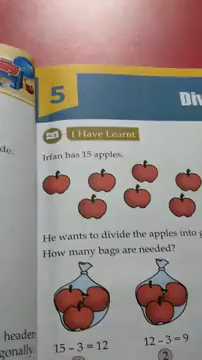 5
Div
I Have Learnt
Irfan has 15 apples.
He wants to divide the apples into g
How many bags are needed?
15 – 3 = 12
12 – 3 = 9
2
de,
header
gonally